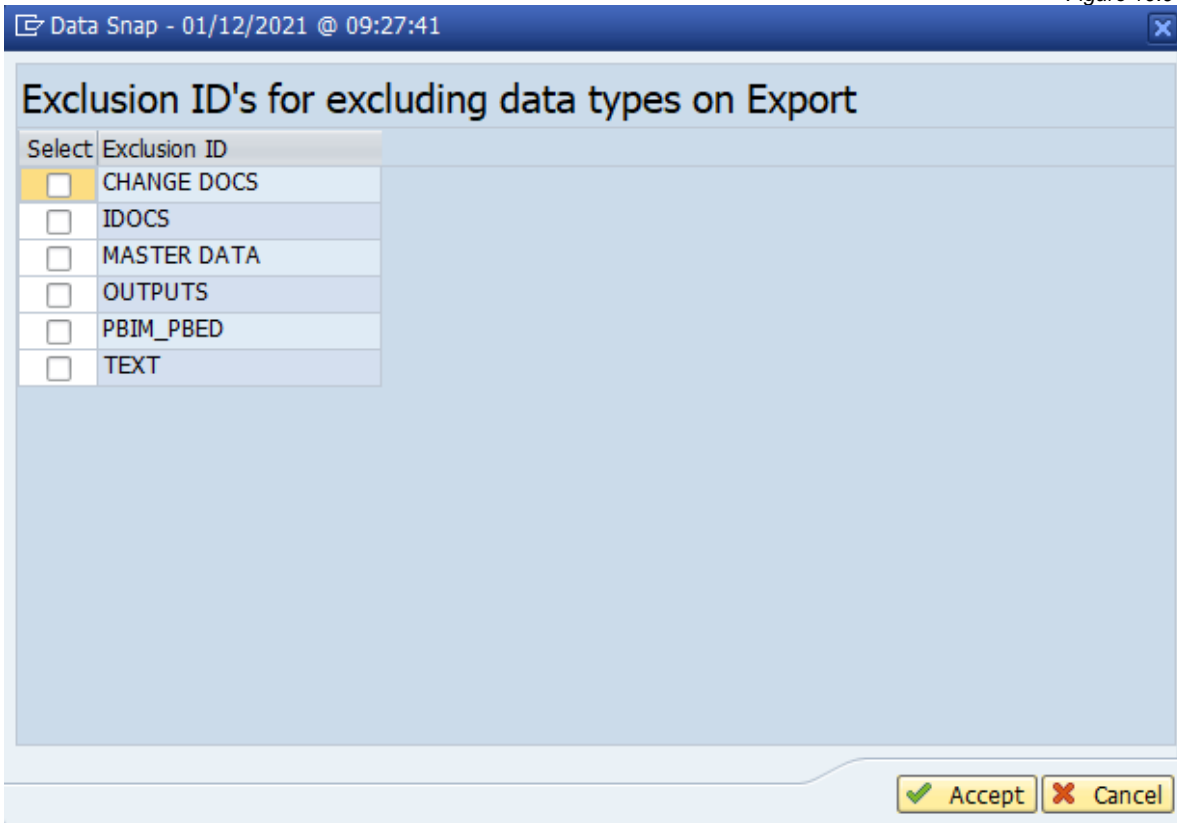 Data Snap - 01/12/2021 @ 09:27:41
Exclusion ID's for excluding data types on Export
Select Exclusion ID
CHANGE DOCS
IDOCS
MASTER DATA
OUTPUTS
PBIM_PBED
TEXT
Accept Cancel